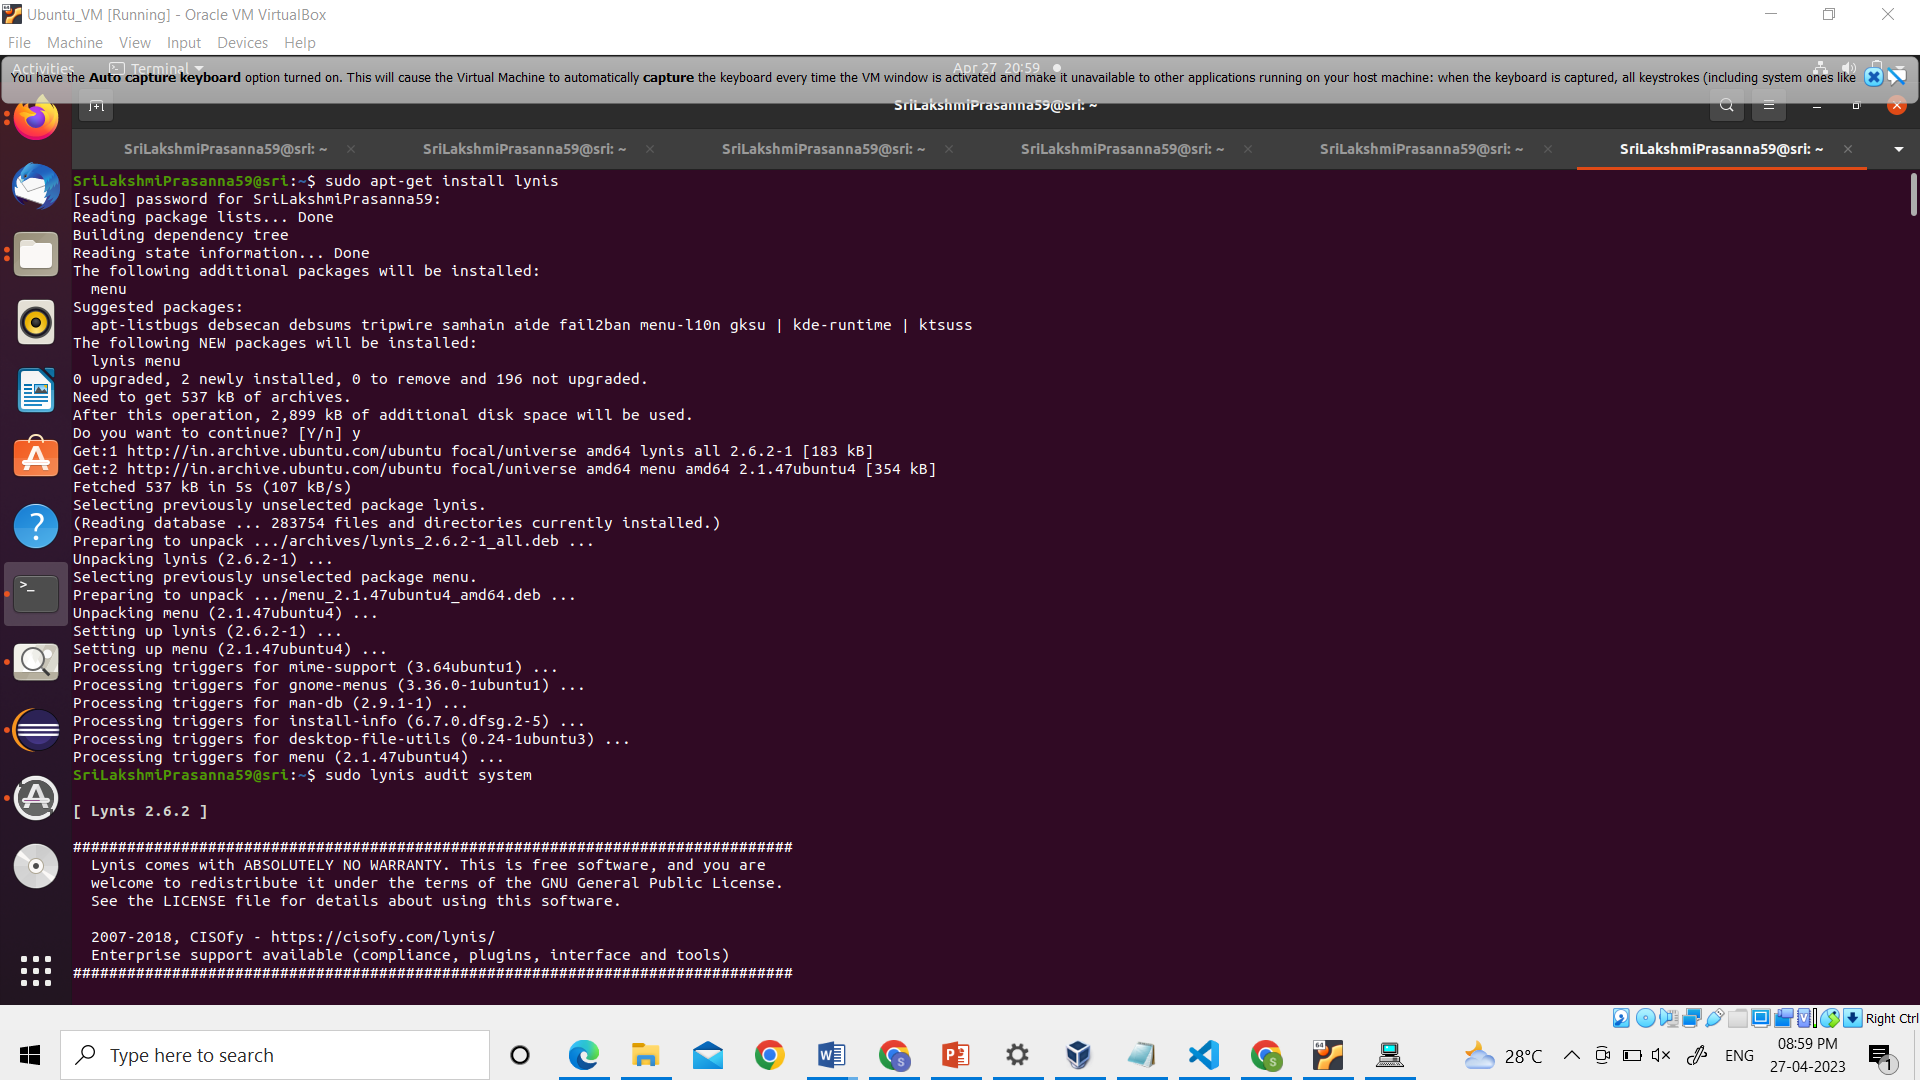 Ubuntu_VM [Running] - Oracle VM VirtualBox
File Machine View Input Devices Help
Activities Terminal Apr 27 20:59
You have the Auto capture keyboard option turned on. This will cause the Virtual Machine to automatically capture the keyboard every time the VM window is activated and make it unavailable to other applications running on your host machine: when the keyboard is captured, all keystrokes (including system ones like
SriLakshmiPrasanna59@sri: ~
SriLakshmiPrasanna59@sri: ~ SriLakshmiPrasanna59@sri: ~ SriLakshmiPrasanna59@sri: ~ SriLakshmiPrasanna59@sri: ~ SriLakshmiPrasanna59@sri: ~ SriLakshmiPrasanna59@sri: ~
SriLakshmiPrasanna59@sri:~$ sudo apt-get install lynis
[sudo] password for SriLakshmiPrasanna59:
Reading package lists... Done
Building dependency tree
Reading state information... Done
The following additional packages will be installed:
  menu
Suggested packages:
  apt-listbugs debsecan debsums tripwire samhain aide fail2ban menu-l10n gksu | kde-runtime | ktsuss
The following NEW packages will be installed:
  lynis menu
0 upgraded, 2 newly installed, 0 to remove and 196 not upgraded.
Need to get 537 kB of archives.
After this operation, 2,899 kB of additional disk space will be used.
Do you want to continue? [Y/n] y
Get:1 http://in.archive.ubuntu.com/ubuntu focal/universe amd64 lynis all 2.6.2-1 [183 kB]
Get:2 http://in.archive.ubuntu.com/ubuntu focal/universe amd64 menu amd64 2.1.47ubuntu4 [354 kB]
Fetched 537 kB in 5s (107 kB/s)
Selecting previously unselected package lynis.
(Reading database ... 283754 files and directories currently installed.)
Preparing to unpack .../archives/lynis_2.6.2-1_all.deb ...
Unpacking lynis (2.6.2-1) ...
Selecting previously unselected package menu.
Preparing to unpack .../menu_2.1.47ubuntu4_amd64.deb ...
Unpacking menu (2.1.47ubuntu4) ...
Setting up lynis (2.6.2-1) ...
Setting up menu (2.1.47ubuntu4) ...
Processing triggers for mime-support (3.64ubuntu1) ...
Processing triggers for gnome-menus (3.36.0-1ubuntu1) ...
Processing triggers for man-db (2.9.1-1) ...
Processing triggers for install-info (6.7.0.dfsg.2-5) ...
Processing triggers for desktop-file-utils (0.24-1ubuntu3) ...
Processing triggers for menu (2.1.47ubuntu4) ...
SriLakshmiPrasanna59@sri:~$ sudo lynis audit system
[ Lynis 2.6.2 ]
################################################################################
  Lynis comes with ABSOLUTELY NO WARRANTY. This is free software, and you are
  welcome to redistribute it under the terms of the GNU General Public License.
  See the LICENSE file for details about using this software.
  2007-2018, CISOfy - https://cisofy.com/lynis/
  Enterprise support available (compliance, plugins, interface and tools)
################################################################################
Right Ctrl
Type here to search
28°C
ENG
08:59 PM
27-04-2023
1